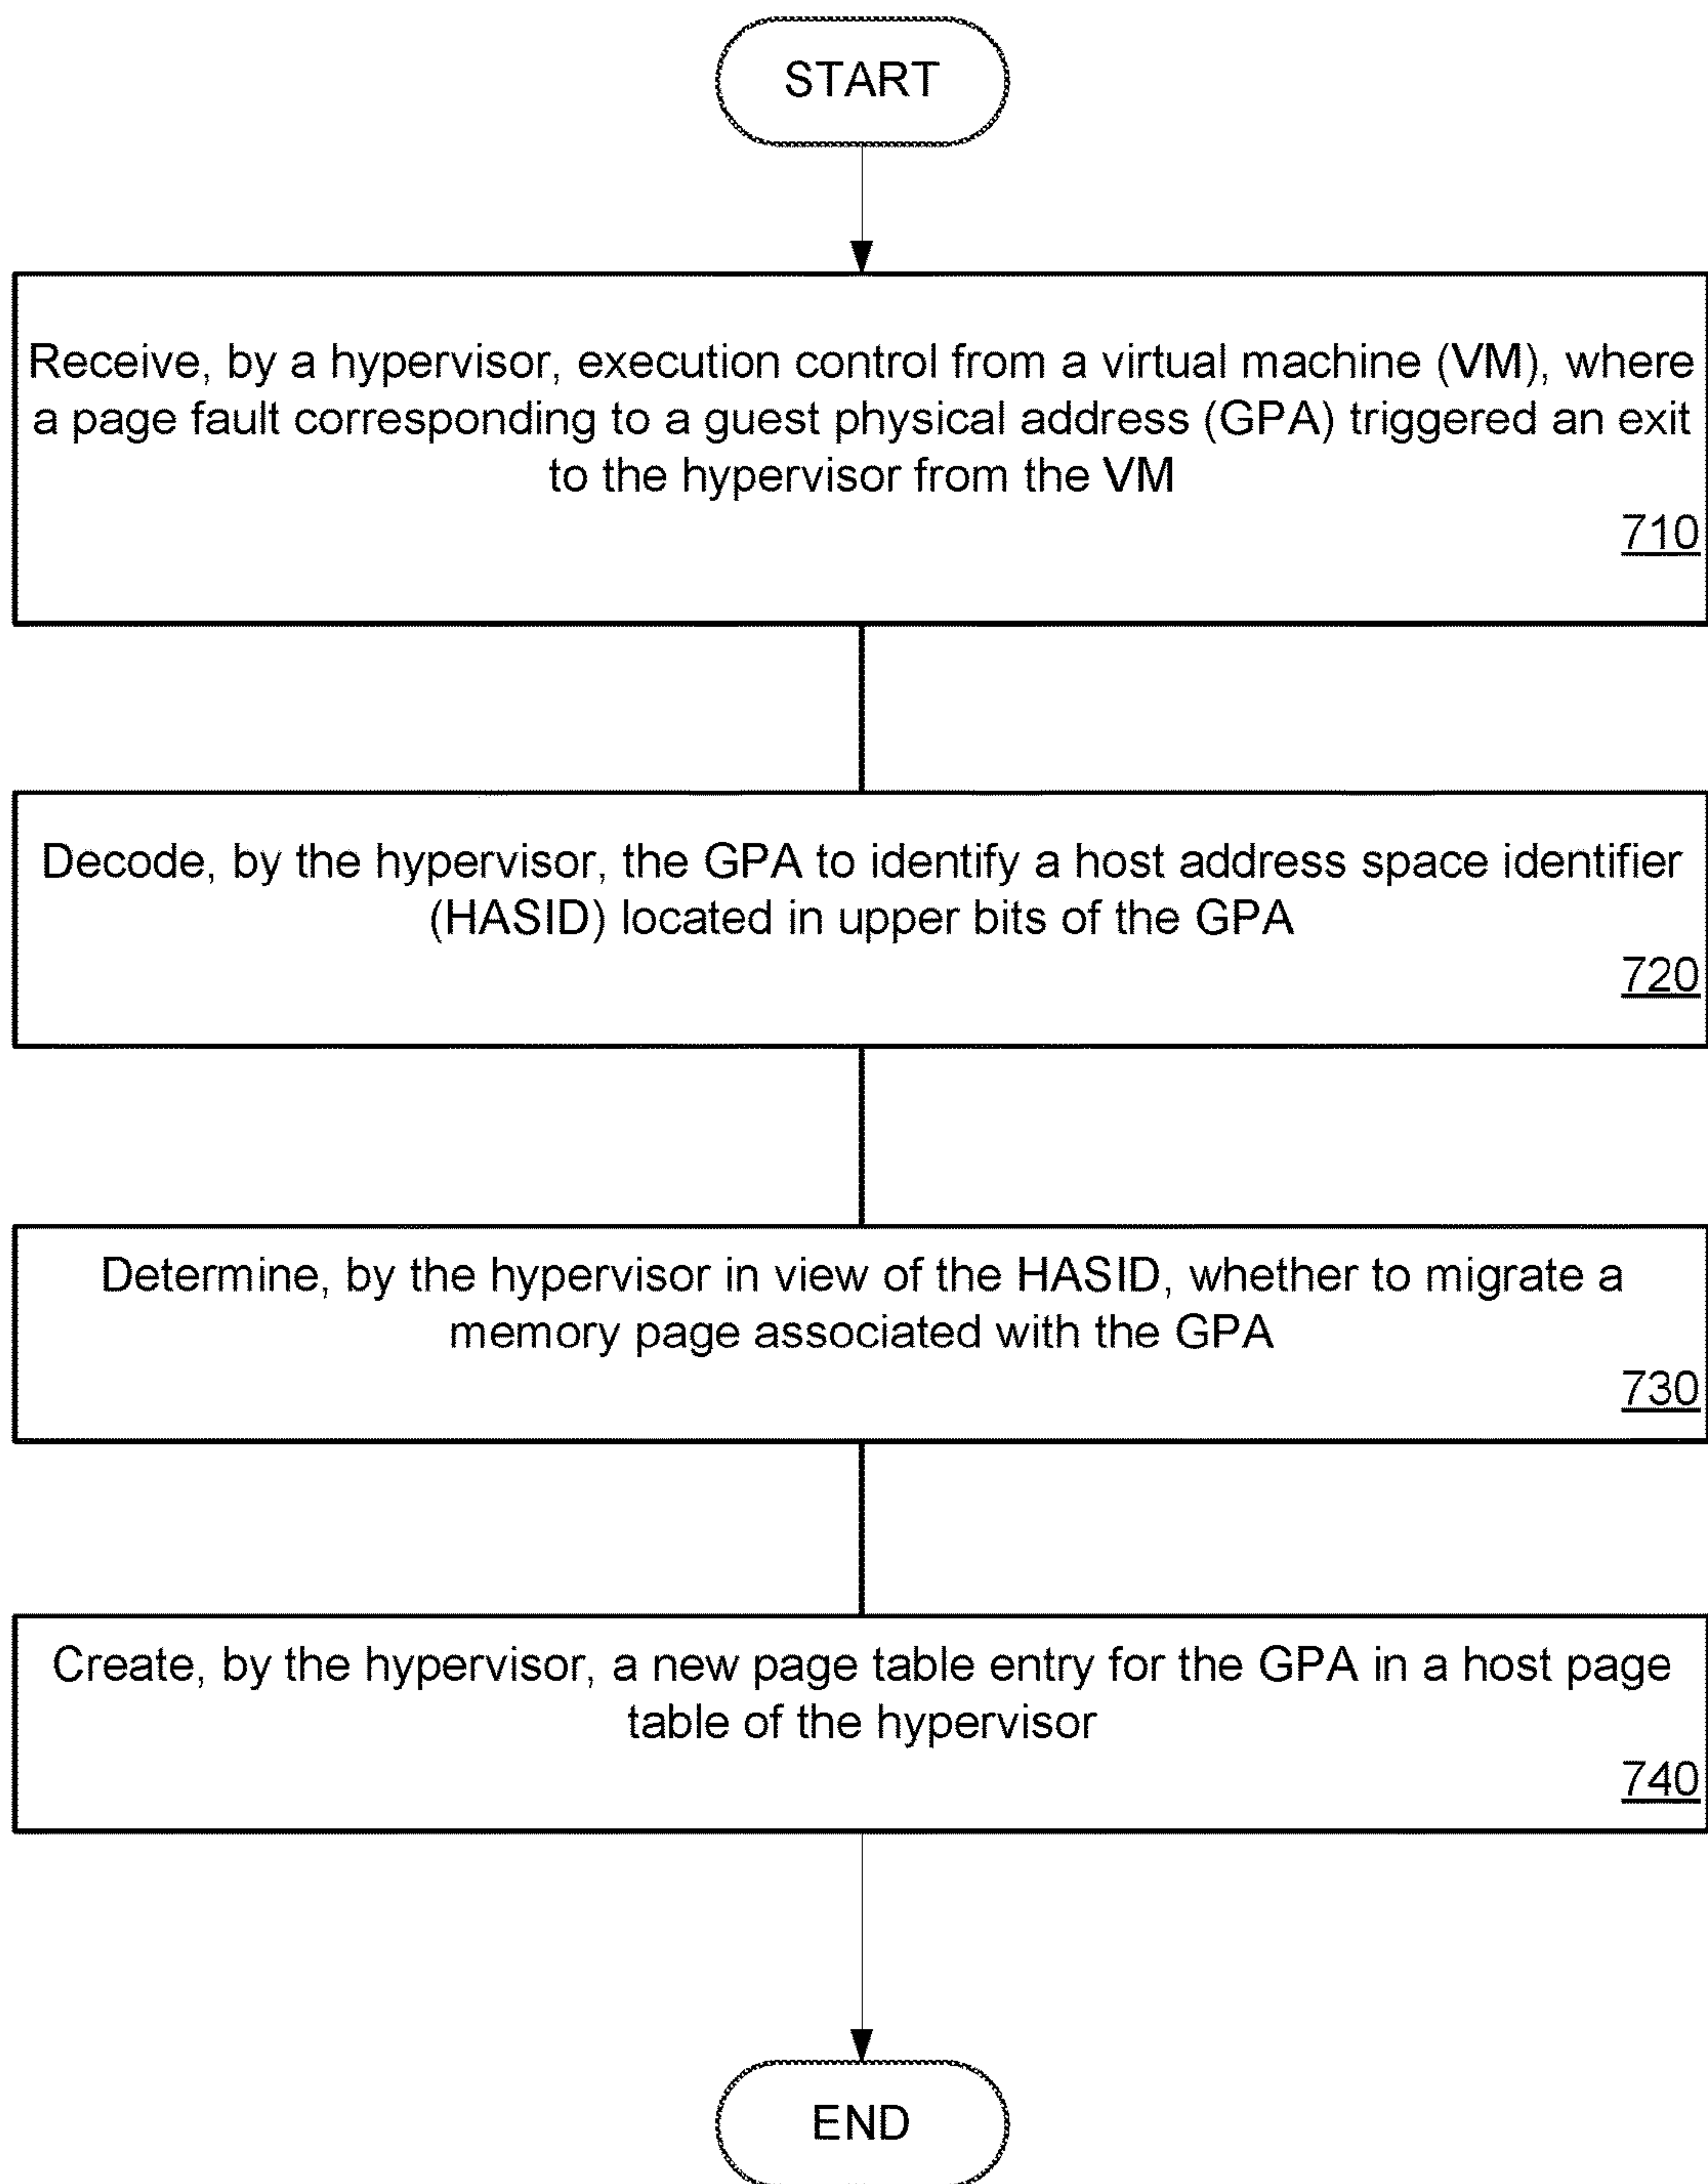 START
Receive, by a hypervisor, execution control from a virtual machine (VM), where
a page fault corresponding to a guest physical address (GPA) triggered an exit
to the hypervisor from the VM
710
Decode, by the hypervisor, the GPA to identify a host address space identifier
(HASID) located in upper bits of the GPA
720
Determine, by the hypervisor in view of the HASID, whether to migrate a
memory page associated with the GPA
730
Create, by the hypervisor, a new page table entry for the GPA in a host page
table of the hypervisor
740
END